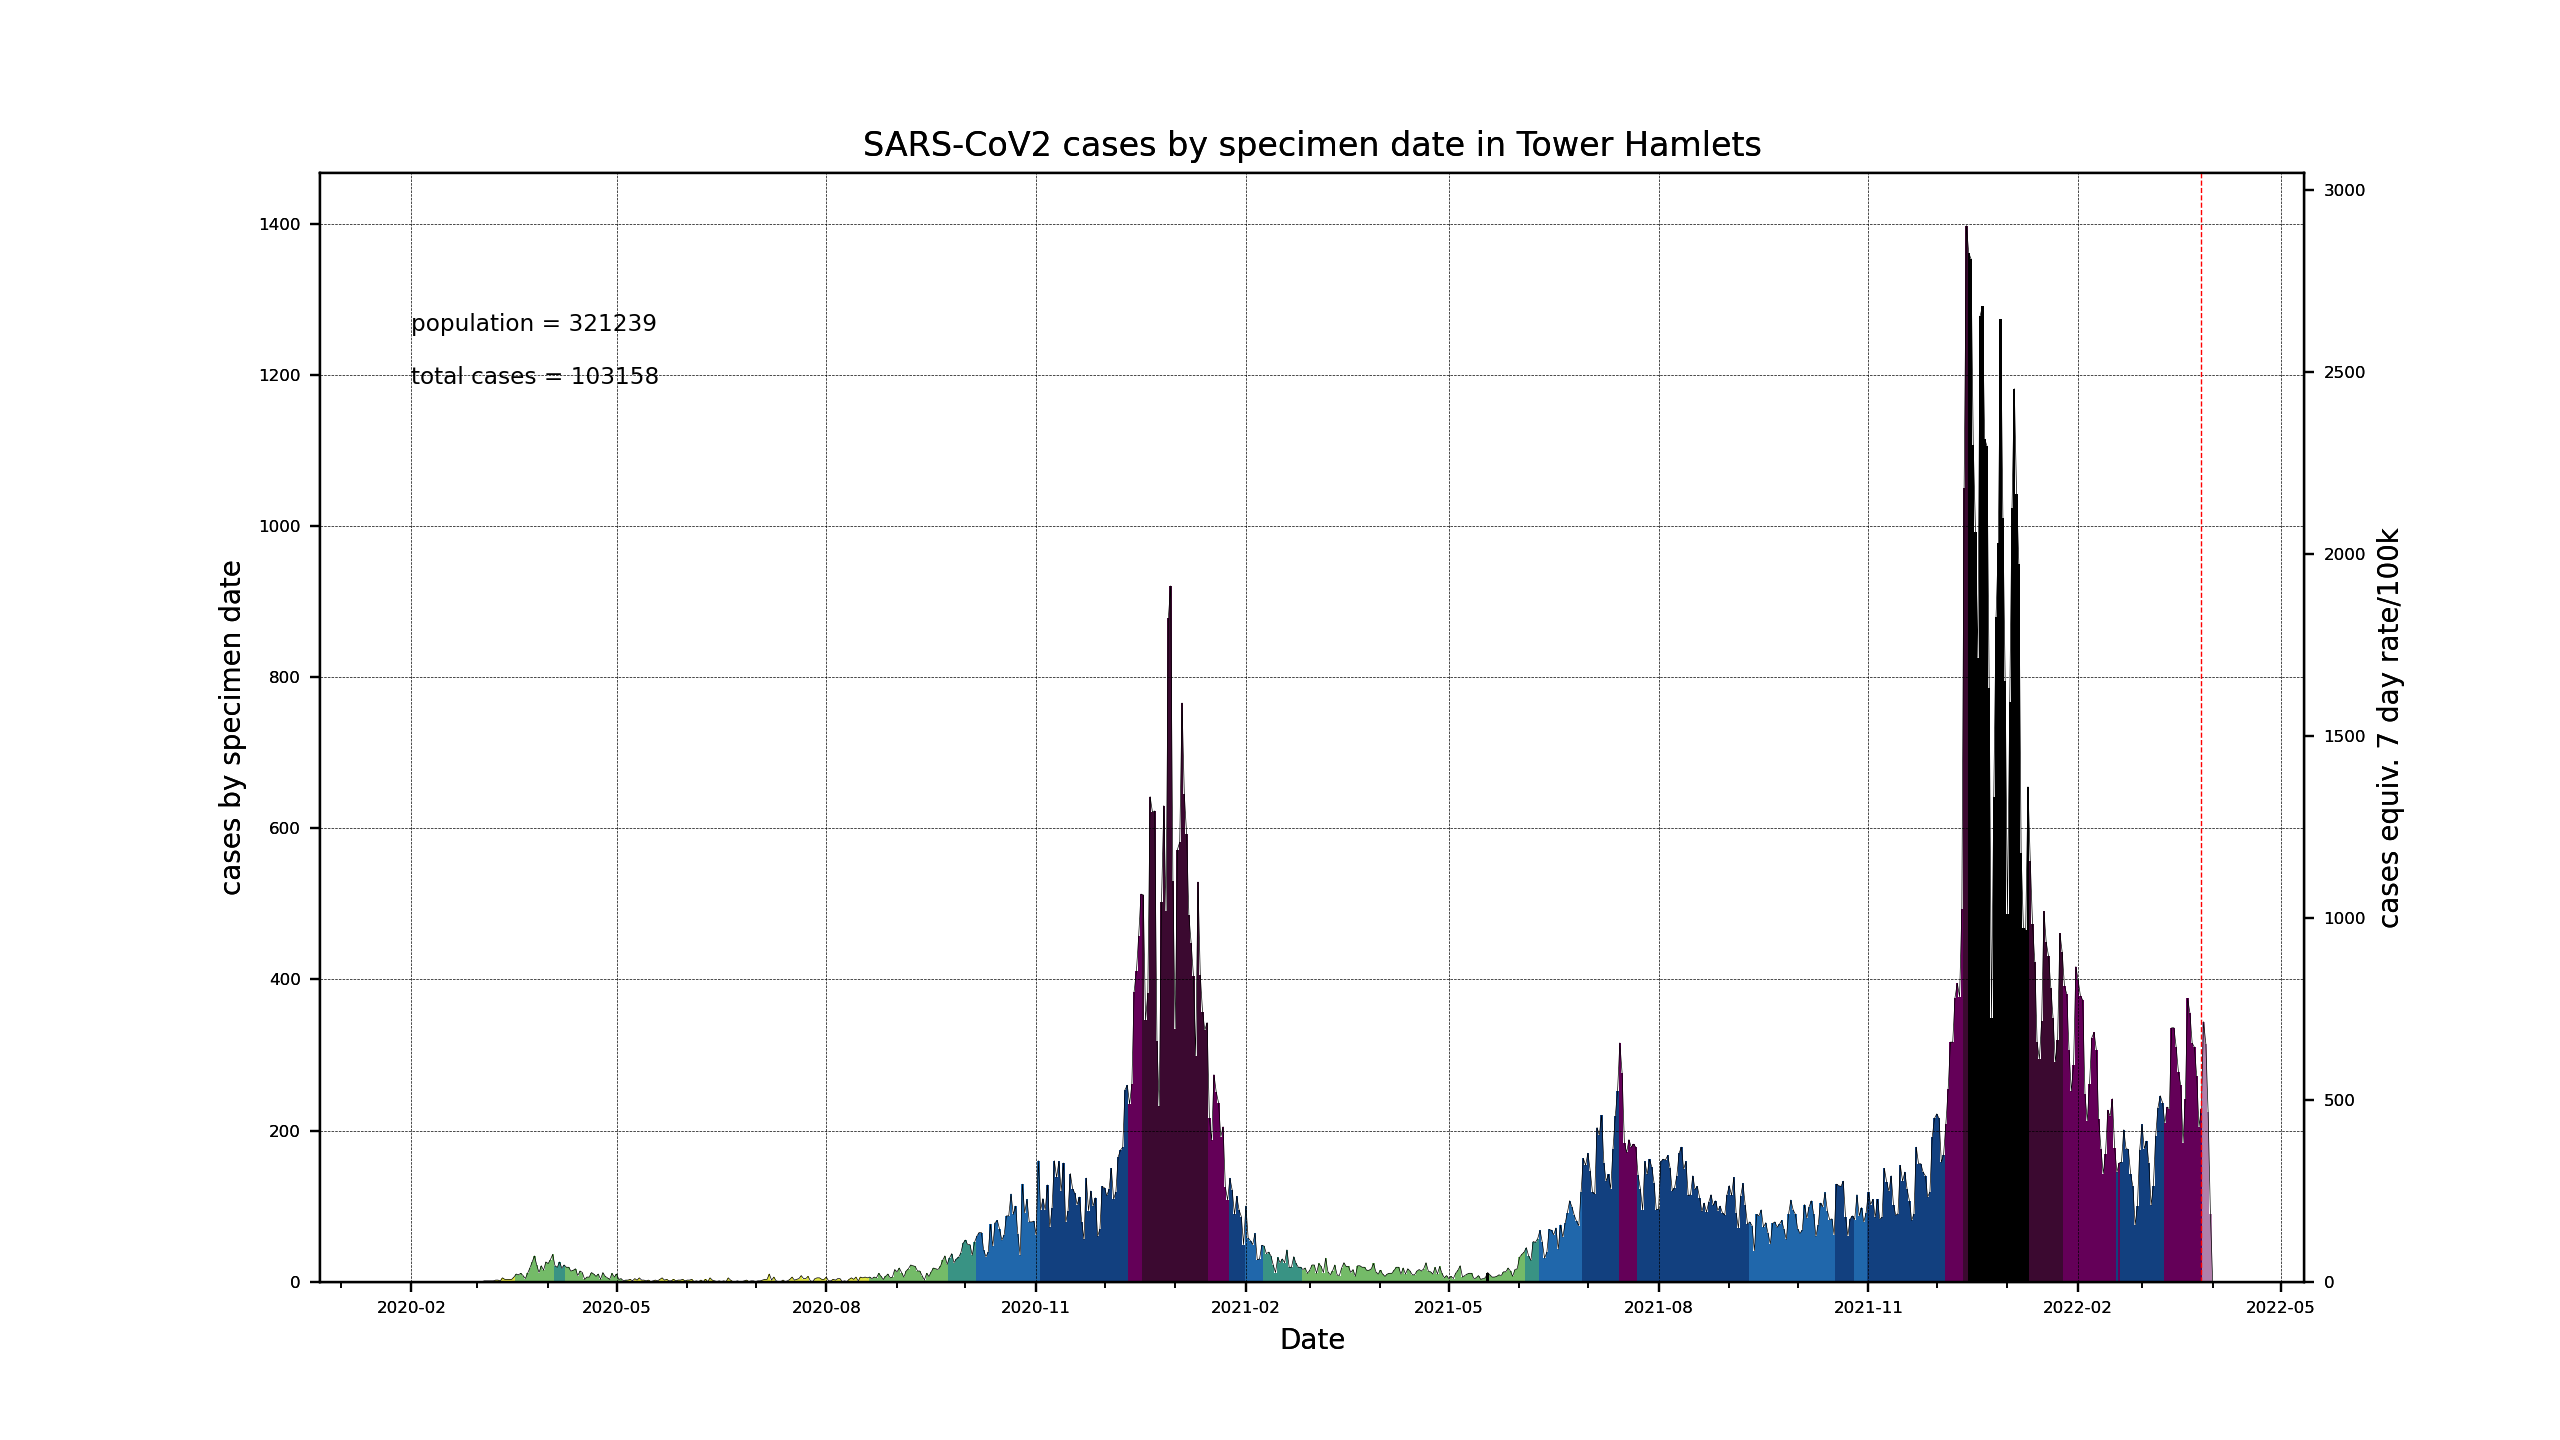 SARS-CoV2 cases by specimen date in Tower Hamlets
population = 321239
total cases = 103158
cases by specimen date
1400
1200
1000
800
600
400
200
0
3000
2500
2000
1500
1000
500
0
cases equiv. 7 day rate/100k
2020-02 2020-05 2020-08 2020-11 2021-02 2021-05 2021-08 2021-11 2022-02 2022-05
Date